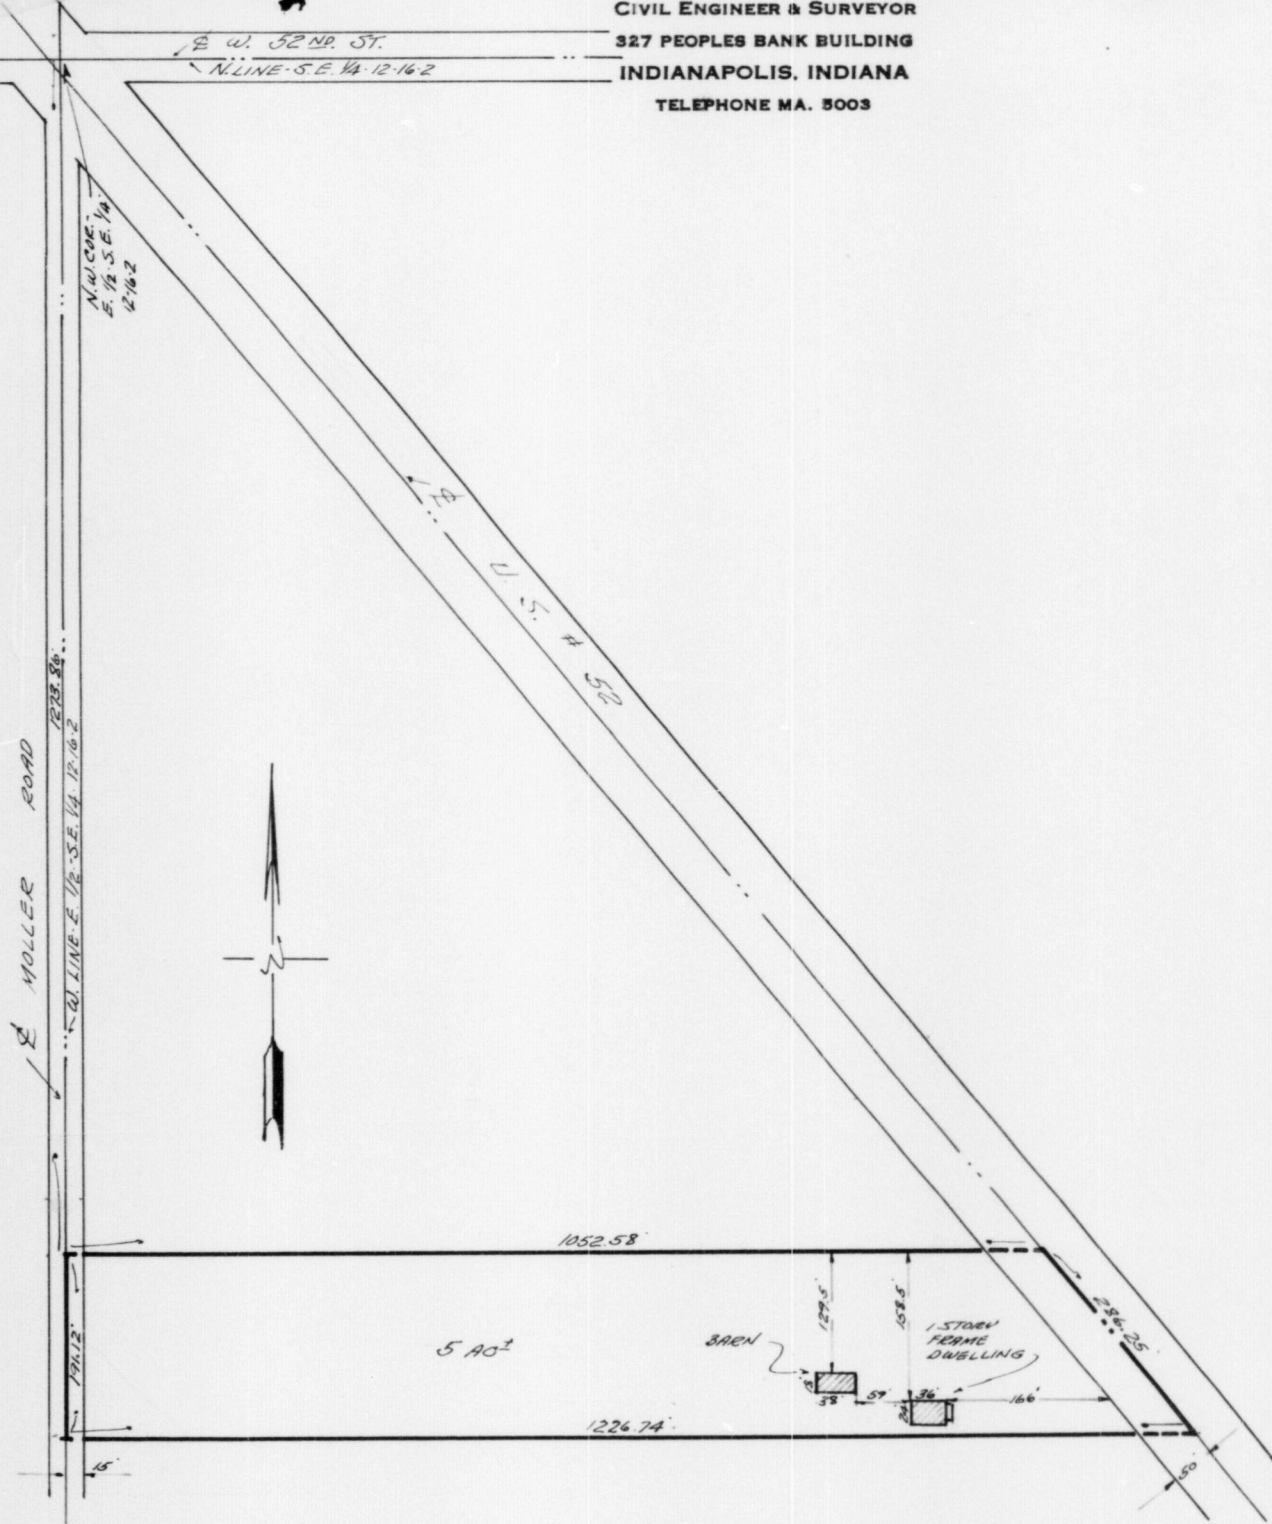 CIVIL ENGINEER & SURVEYOR
327 PEOPLES BANK BUILDING
INDIANAPOLIS, INDIANA
TELEPHONE MA. 5003
℄ W. 52ND. ST.
N. LINE - S.E. 1/4 - 12-16-2
N.W. COR. -
E. 1/2 - S.E. 1/4
12-16-2
℄
U. S. # 52
1273.86'
W. LINE - E. 1/2 - S.E. 1/4 12-16-2
℄ MOLLER ROAD
N
1052.58'
286.25'
191.12'
5 AC±
129.5'
158.5'
BARN
1 STORY
FRAME
DWELLING
18'
38'
59'
36'
24'
166'
1226.74'
15'
50'